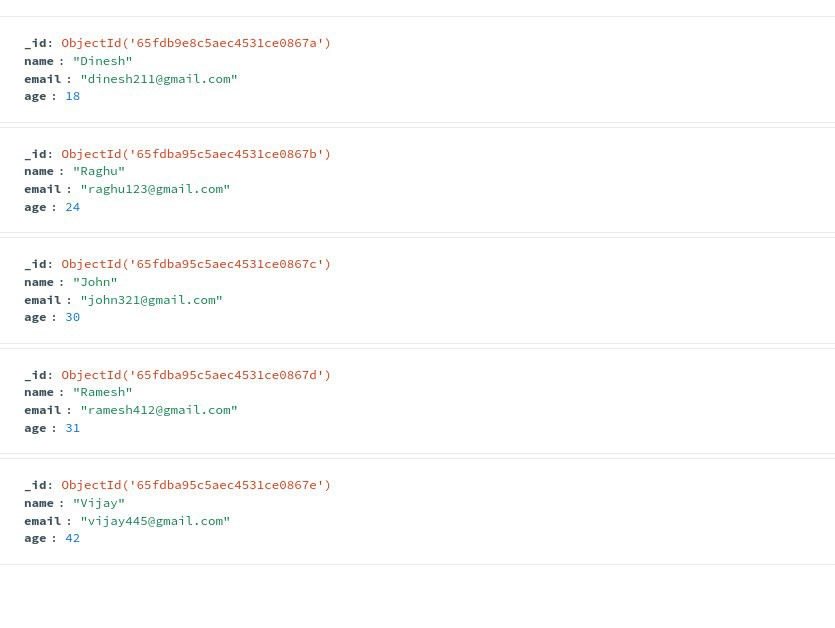 _id: ObjectId('65fdb9e8c5aec4531ce0867a')
name : "Dinesh"
email : "dinesh211@gmail.com"
age : 18
_id: ObjectId('65fdba95c5aec4531ce0867b')
name : "Raghu"
email : "raghu123@gmail.com"
age : 24
_id: ObjectId('65fdba95c5aec4531ce0867c')
name : "John"
email : "john321@gmail.com"
age : 30
_id: ObjectId('65fdba95c5aec4531ce0867d')
name : "Ramesh"
email : "ramesh412@gmail.com"
age : 31
_id: ObjectId('65fdba95c5aec4531ce0867e')
name : "Vijay"
email : "vijay445@gmail.com"
age : 42